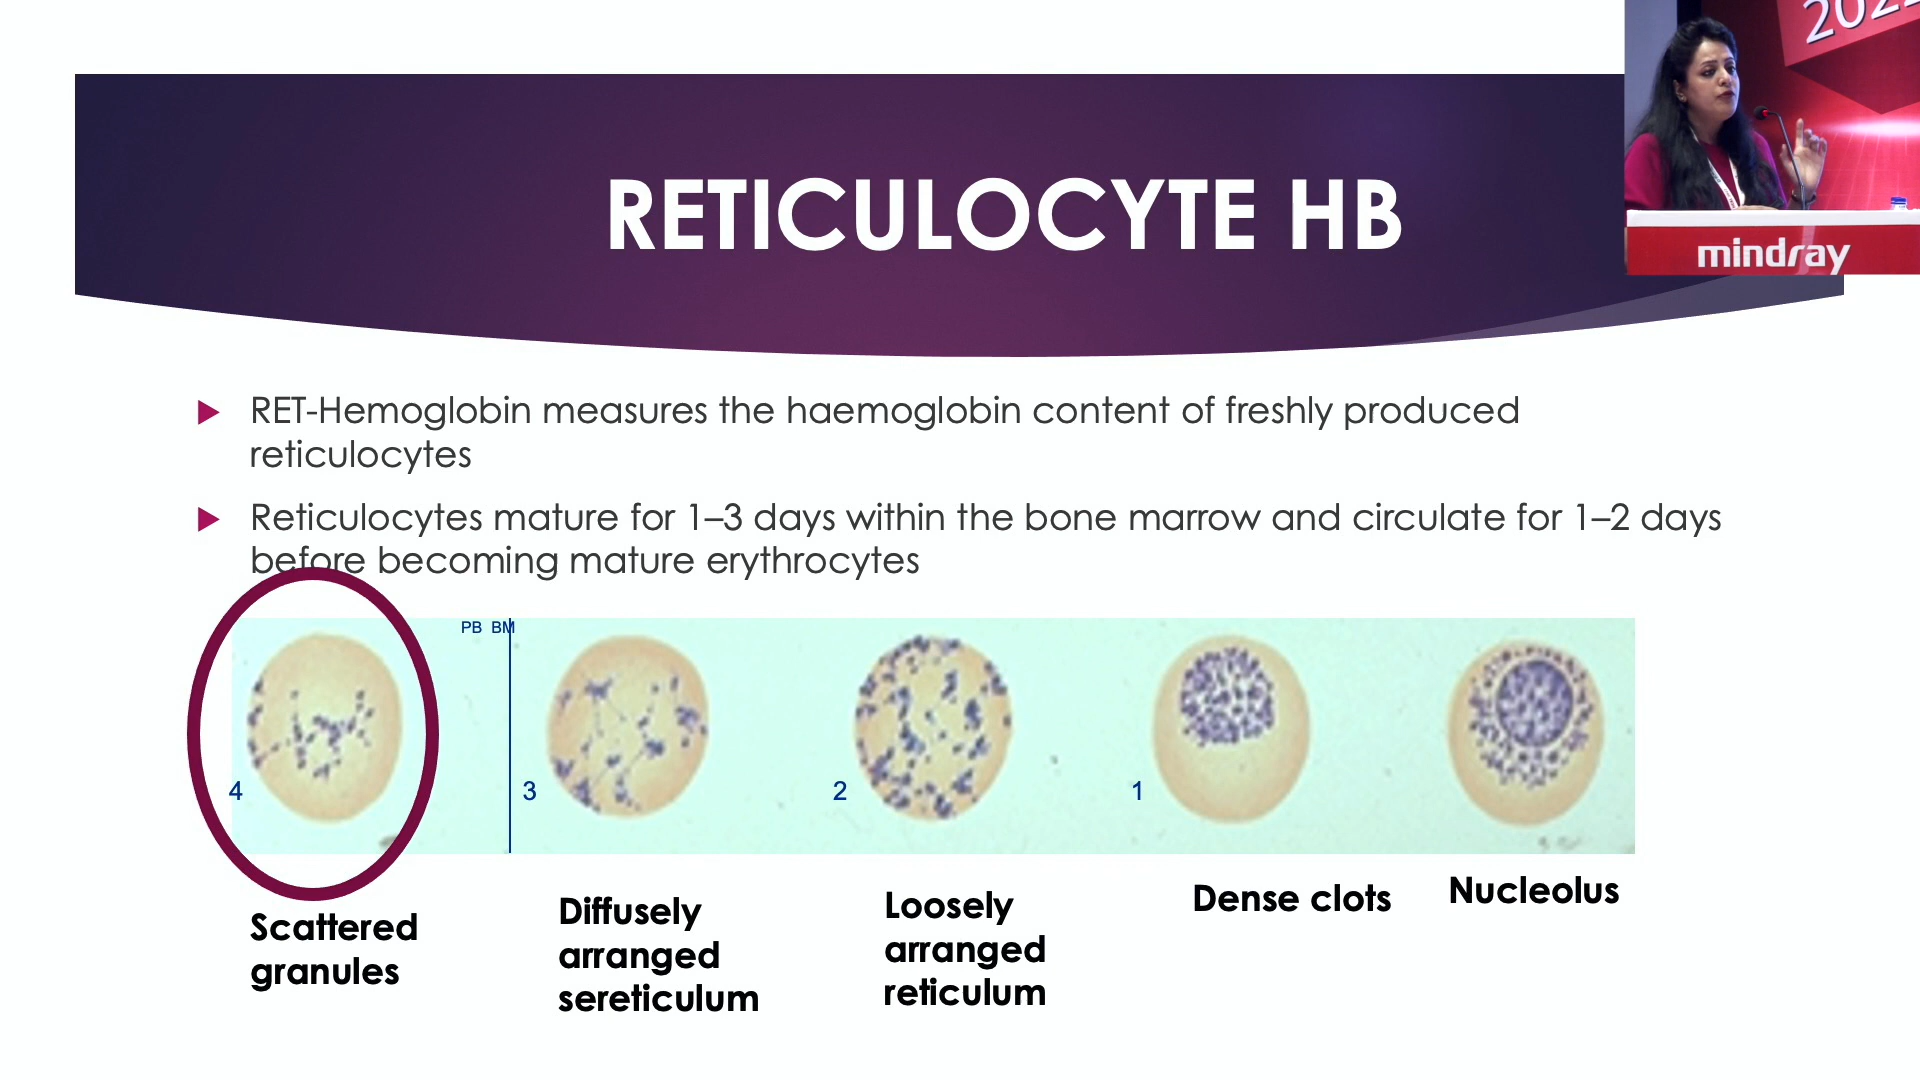 2022
mindray
RETICULOCYTE HB
RET-Hemoglobin measures the haemoglobin content of freshly produced
reticulocytes
Reticulocytes mature for 1–3 days within the bone marrow and circulate for 1–2 days
before becoming mature erythrocytes
PB BM
4
3
2
1
Scattered
granules
Diffusely
arranged
sereticulum
Loosely
arranged
reticulum
Dense clots
Nucleolus